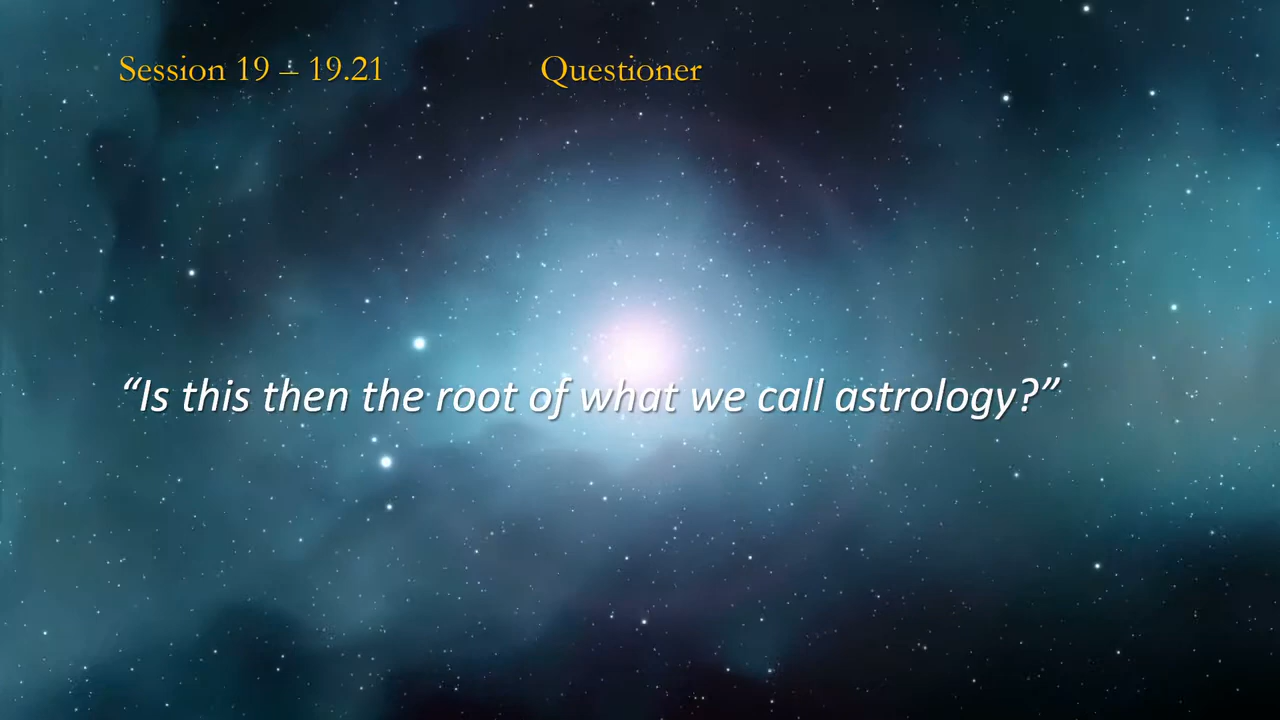 Session 19 – 19.21 Questioner
“Is this then the root of what we call astrology?”